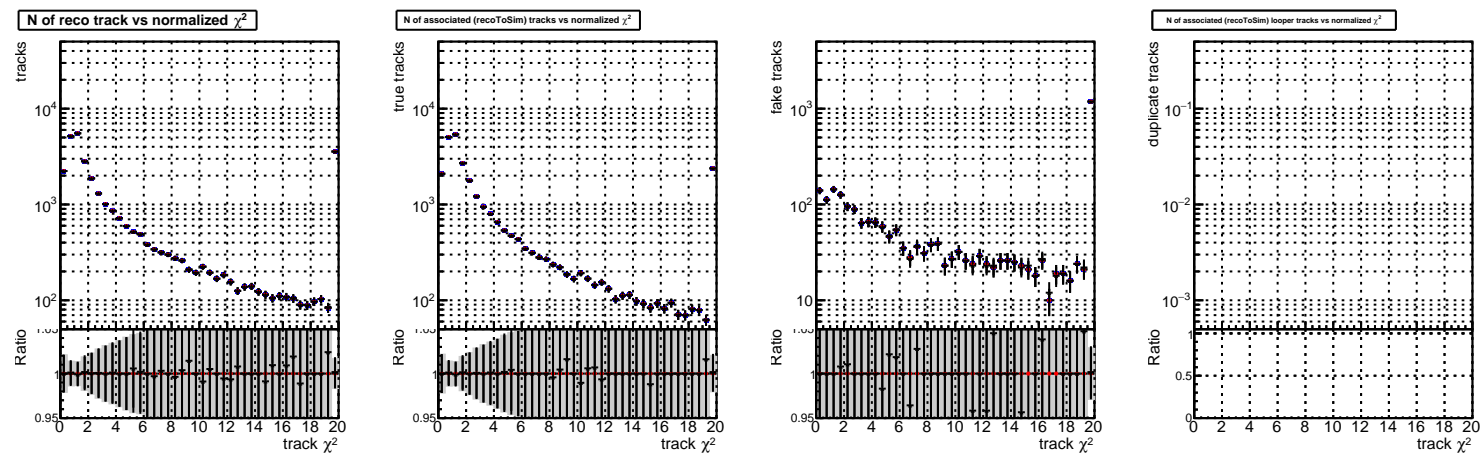 N of reco track vs normalized χ²
tracks
10⁴
10³
10²
Ratio
1.05
1
0.95
0 2 4 6 8 10 12 14 16 18 20
track χ²
N of associated (recoToSim) tracks vs normalized χ²
true tracks
10⁴
10³
10²
Ratio
1.05
1
0.95
0 2 4 6 8 10 12 14 16 18 20
track χ²
fake tracks
10³
10²
10
Ratio
1.05
1
0.95
0 2 4 6 8 10 12 14 16 18 20
track χ²
N of associated (recoToSim) looper tracks vs normalized χ²
duplicate tracks
10⁻¹
10⁻²
10⁻³
Ratio
1
0.5
0
0 2 4 6 8 10 12 14 16 18 20
track χ²